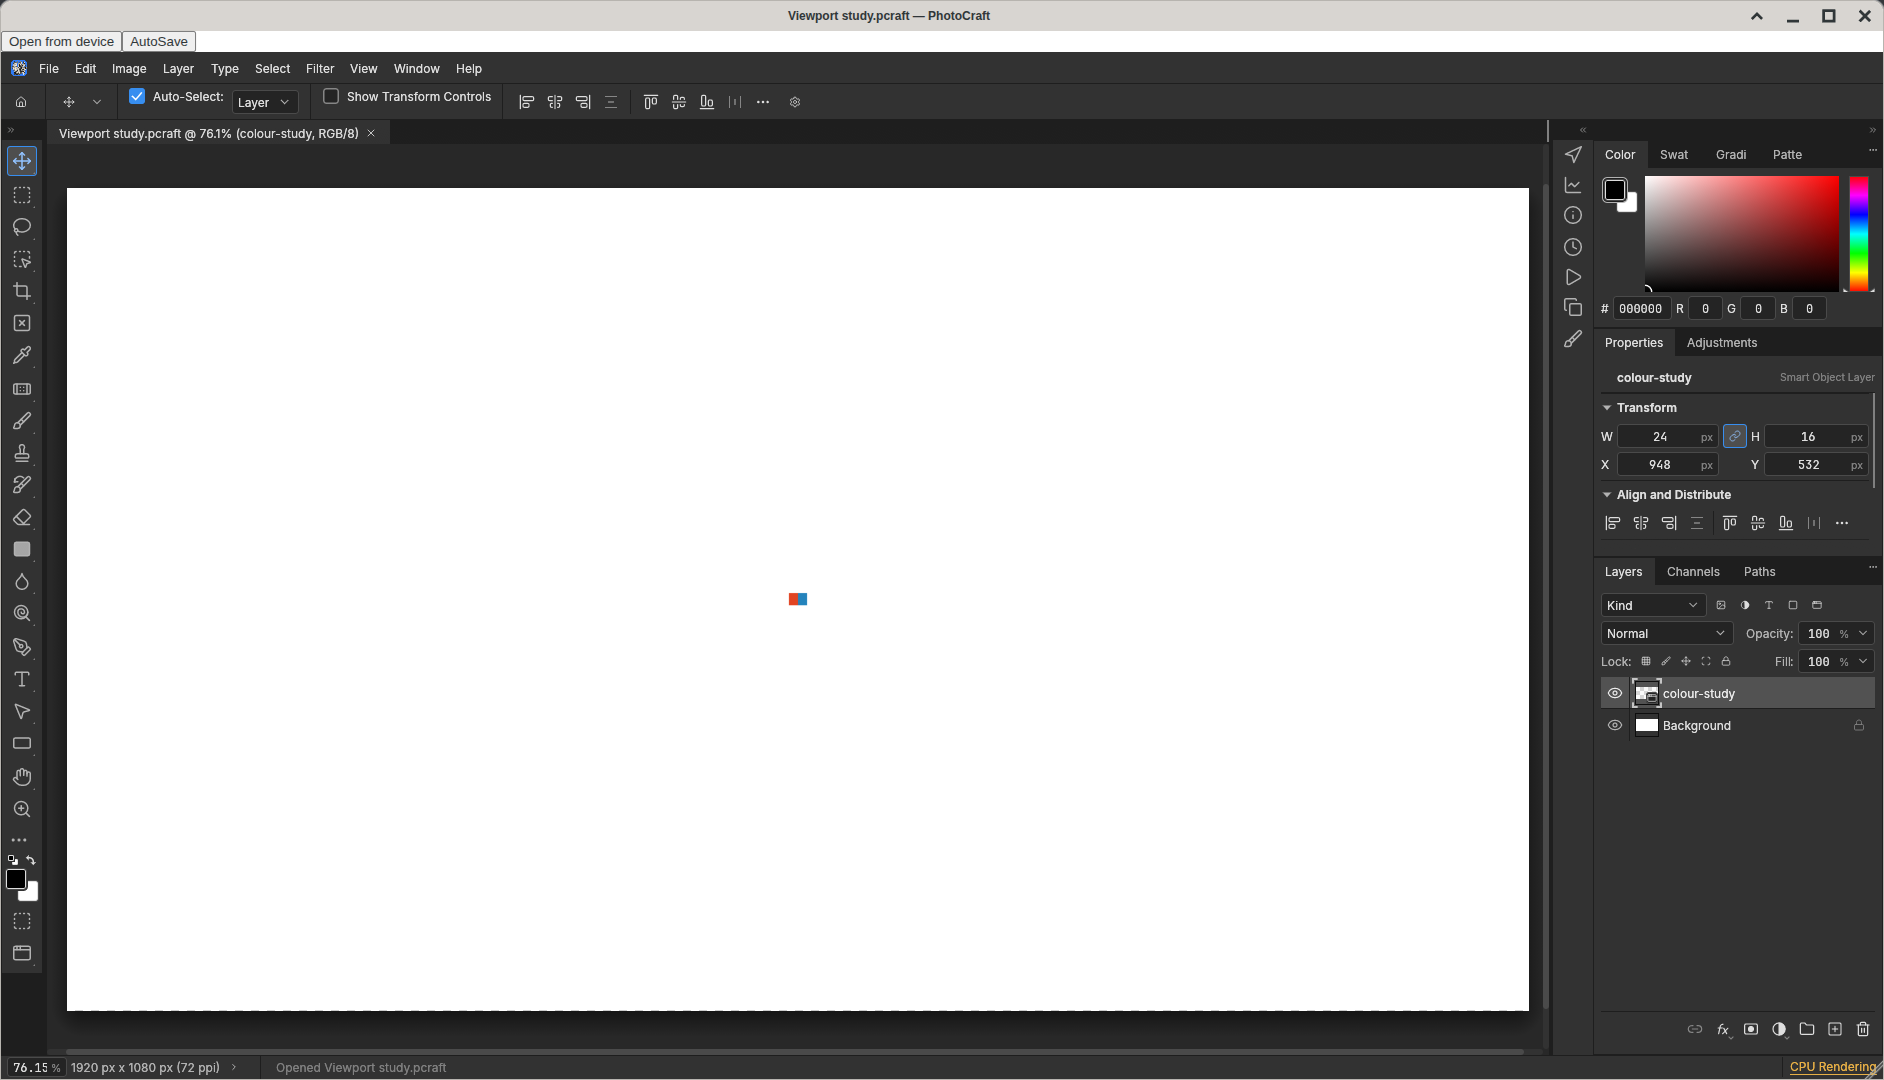 Viewport study.pcraft — PhotoCraft
Open from device AutoSave
File Edit Image Layer Type Select Filter View Window Help
Auto-Select: Layer Show Transform Controls
Viewport study.pcraft @ 76.1% (colour-study, RGB/8)
Color Swat Gradi Patte
# 000000 R 0 G 0 B 0
Properties Adjustments
colour-study Smart Object Layer
Transform
W 24 px H 16 px
X 948 px Y 532 px
Align and Distribute
Layers Channels Paths
Kind
Normal Opacity: 100 %
Lock: Fill: 100 %
colour-study
Background
76.15 % 1920 px x 1080 px (72 ppi) Opened Viewport study.pcraft CPU Rendering